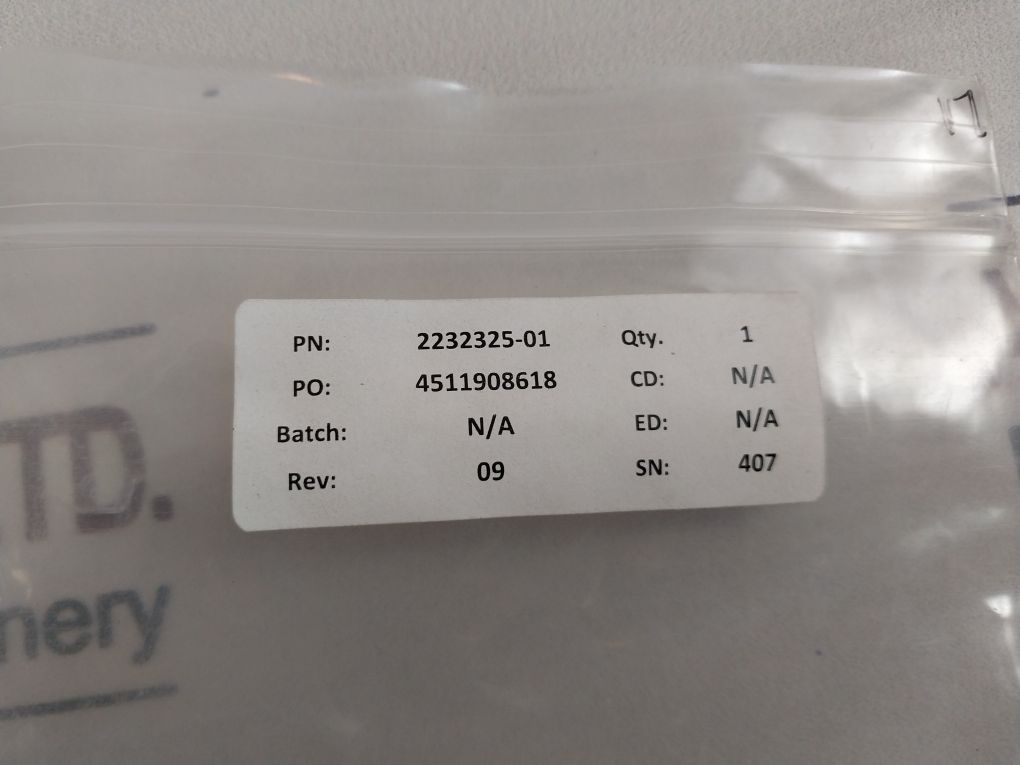 PN: 2232325-01 Qty. 1
PO: 4511908618 CD: N/A
Batch: N/A ED: N/A
Rev: 09 SN: 407
TD.
nery